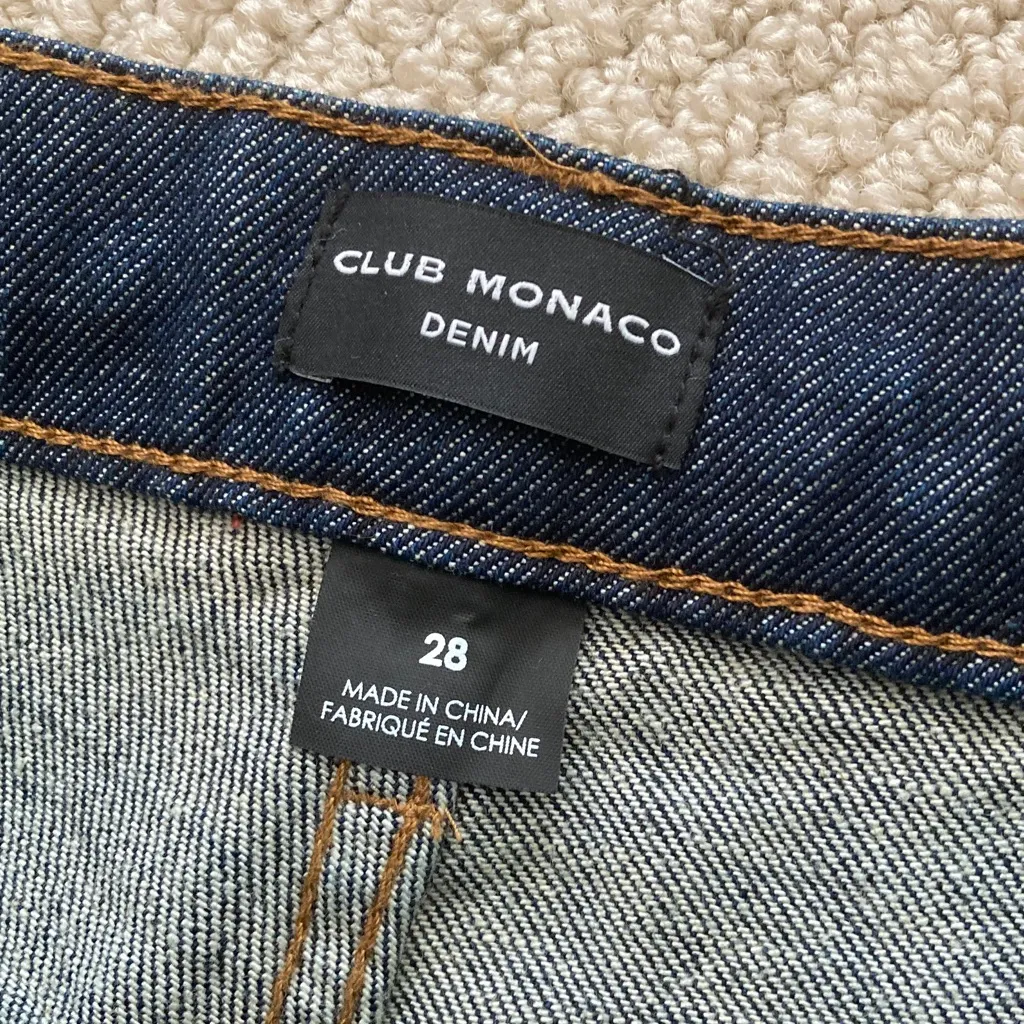 CLUB MONACO
DENIM
28
MADE IN CHINA/
FABRIQUÉ EN CHINE